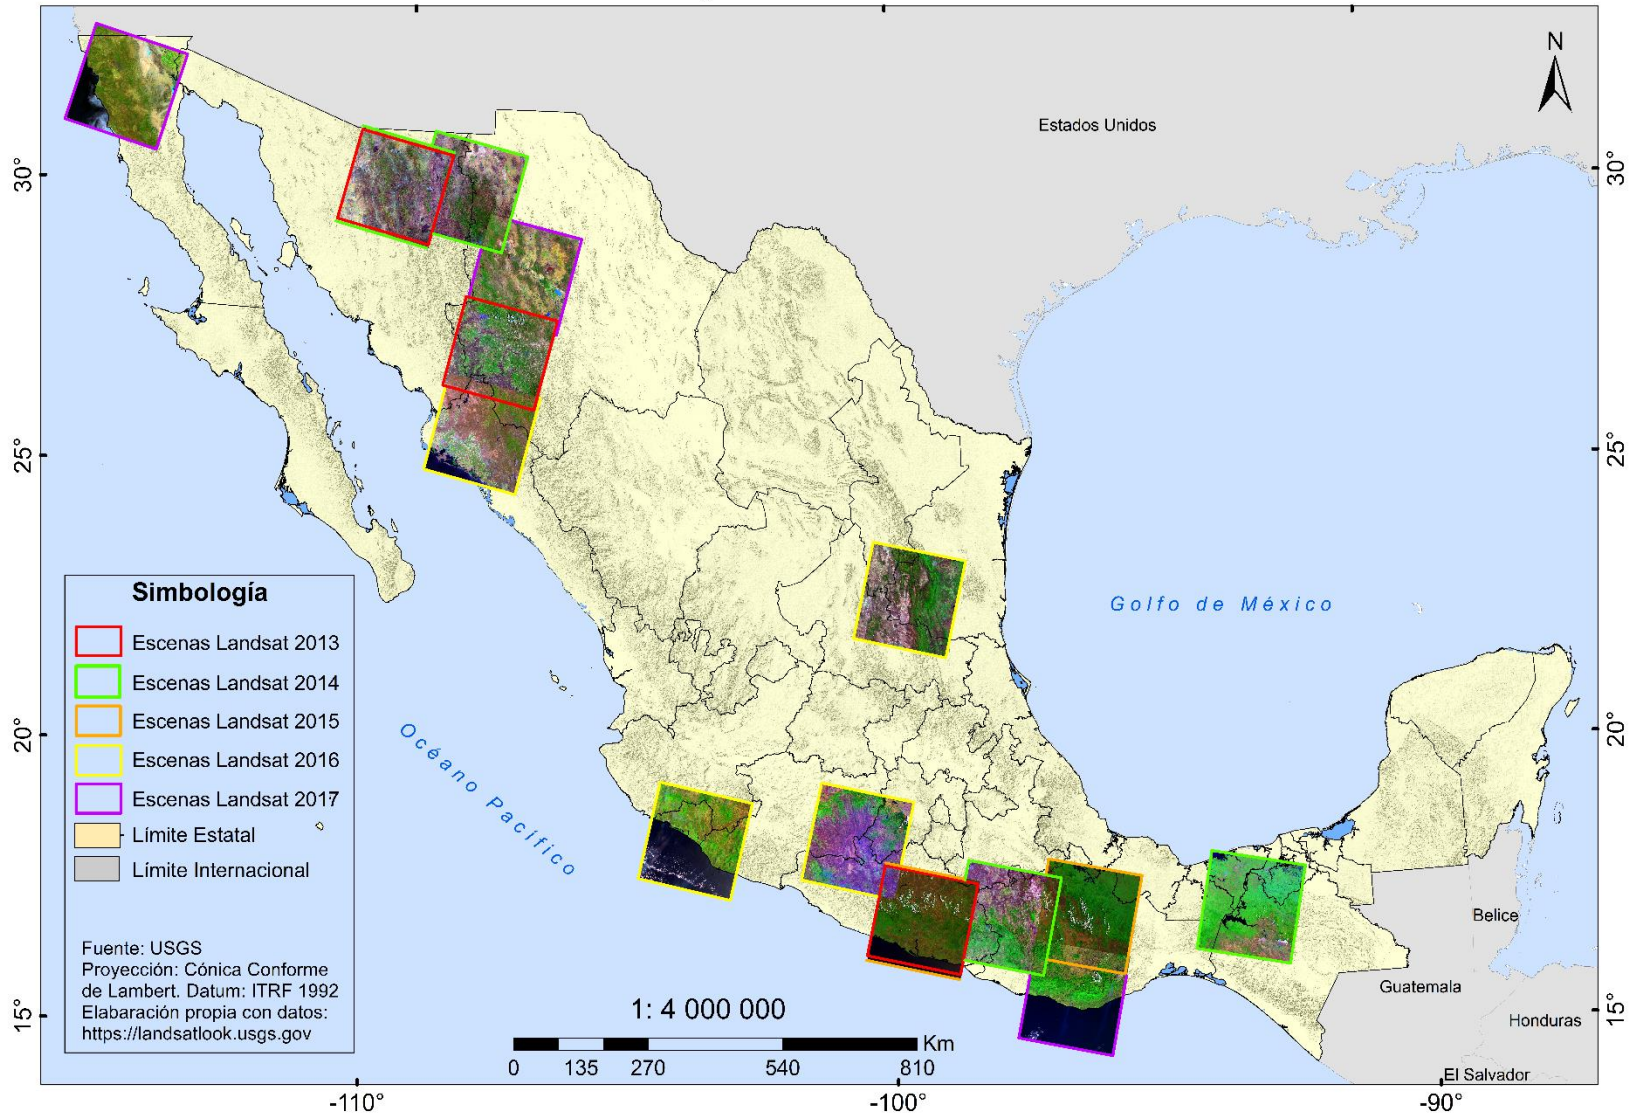 N
Estados Unidos
30°
30°
25°
25°
Golfo de México
Simbología
Escenas Landsat 2013
Escenas Landsat 2014
Escenas Landsat 2015
Escenas Landsat 2016
Escenas Landsat 2017
Límite Estatal
Límite Internacional
20°
20°
Océano Pacífico
Fuente: USGS
Proyección: Cónica Conforme
de Lambert. Datum: ITRF 1992
Elabaración propia con datos:
https://landsatlook.usgs.gov
Belice
Guatemala
Honduras
El Salvador
15°
15°
1: 4 000 000
Km
0 135 270 540 810
-110° -100° -90°